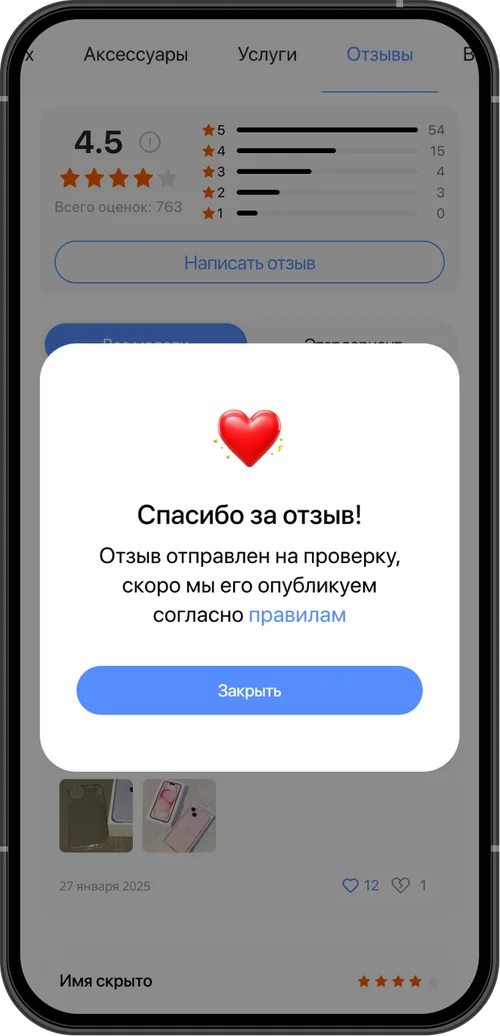 х Аксессуары Услуги Отзывы В
4.5
5 54
4 15
3 4
2 3
1 0
Всего оценок: 763
Написать отзыв
Спасибо за отзыв!
Отзыв отправлен на проверку,
скоро мы его опубликуем
согласно правилам
Закрыть
27 января 2025 12 1
Имя скрыто